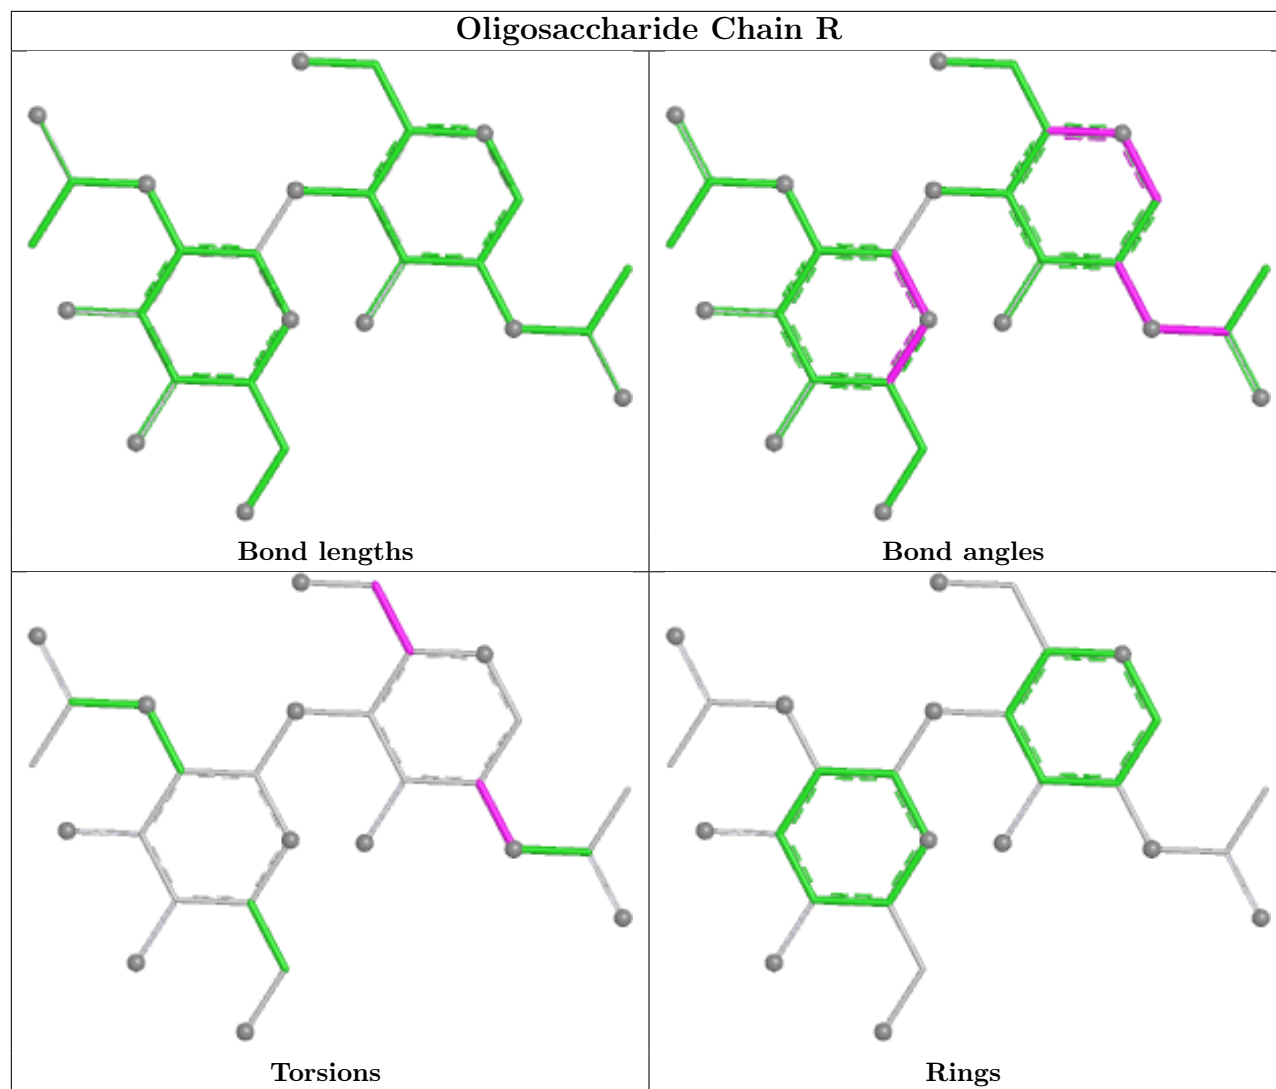 Oligosaccharide Chain R
Bond lengths
Bond angles
Torsions
Rings